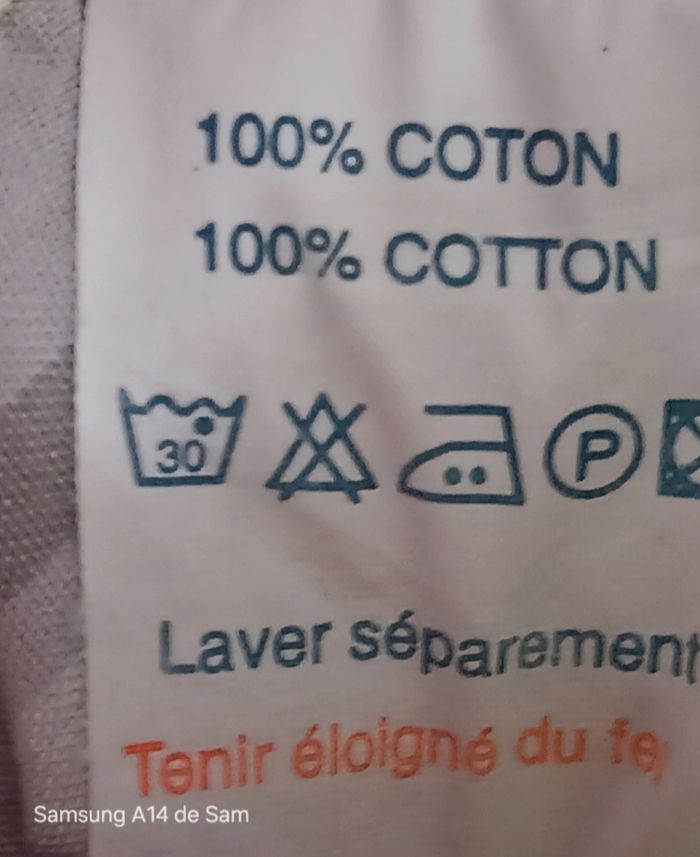 100% COTON
100% COTTON
30 P
Laver séparement
Tenir éloigné du
Samsung A14 de Sam